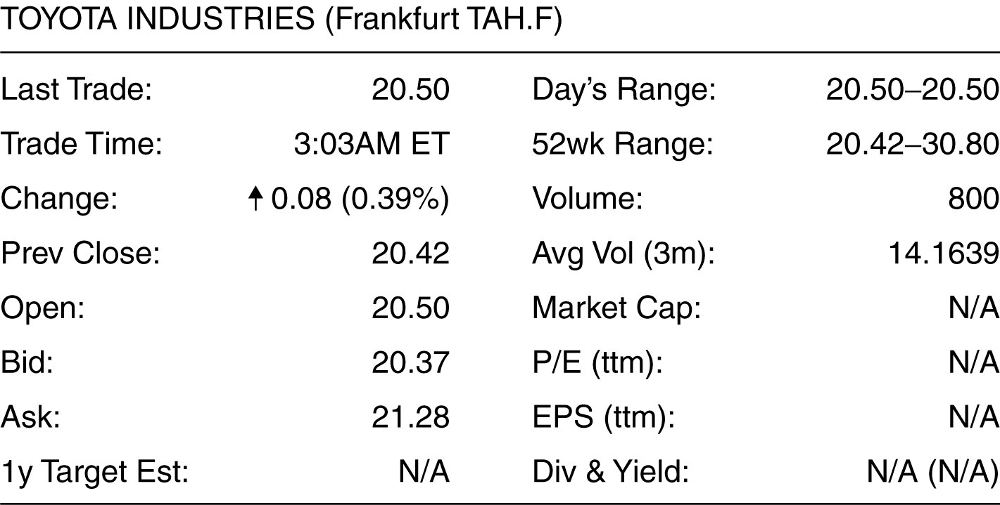 TOYOTA INDUSTRIES (Frankfurt TAH.F)
Last Trade: 20.50 Day’s Range: 20.50–20.50
Trade Time: 3:03AM ET 52wk Range: 20.42–30.80
Change: ↑ 0.08 (0.39%) Volume: 800
Prev Close: 20.42 Avg Vol (3m): 14.1639
Open: 20.50 Market Cap: N/A
Bid: 20.37 P/E (ttm): N/A
Ask: 21.28 EPS (ttm): N/A
1y Target Est: N/A Div & Yield: N/A (N/A)